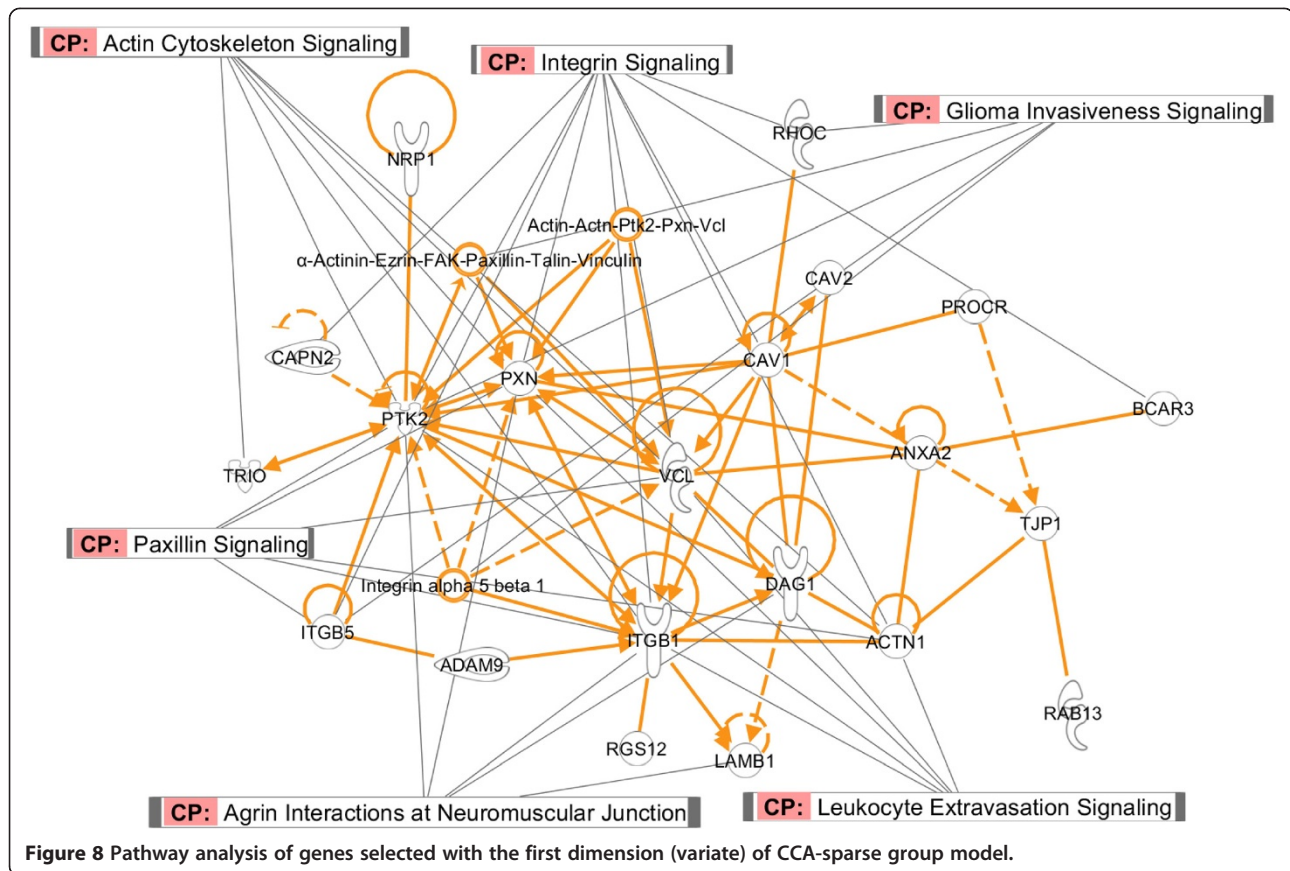 CP: Actin Cytoskeleton Signaling
CP: Integrin Signaling
CP: Glioma Invasiveness Signaling
RHOC
NRP1
Actin-Actn-Ptk2-Pxn-Vcl
α-Actinin-Ezrin-FAK-Paxillin-Talin-Vinculin
CAV2
PROCR
CAPN2
CAV1
PXN
PTK2
BCAR3
ANXA2
TRIO
VCL
TJP1
CP: Paxillin Signaling
Integrin alpha 5 beta 1
DAG1
ITGB5
ITGB1
ACTN1
ADAM9
RAB13
RGS12
LAMB1
CP: Agrin Interactions at Neuromuscular Junction
CP: Leukocyte Extravasation Signaling
Figure 8 Pathway analysis of genes selected with the first dimension (variate) of CCA-sparse group model.